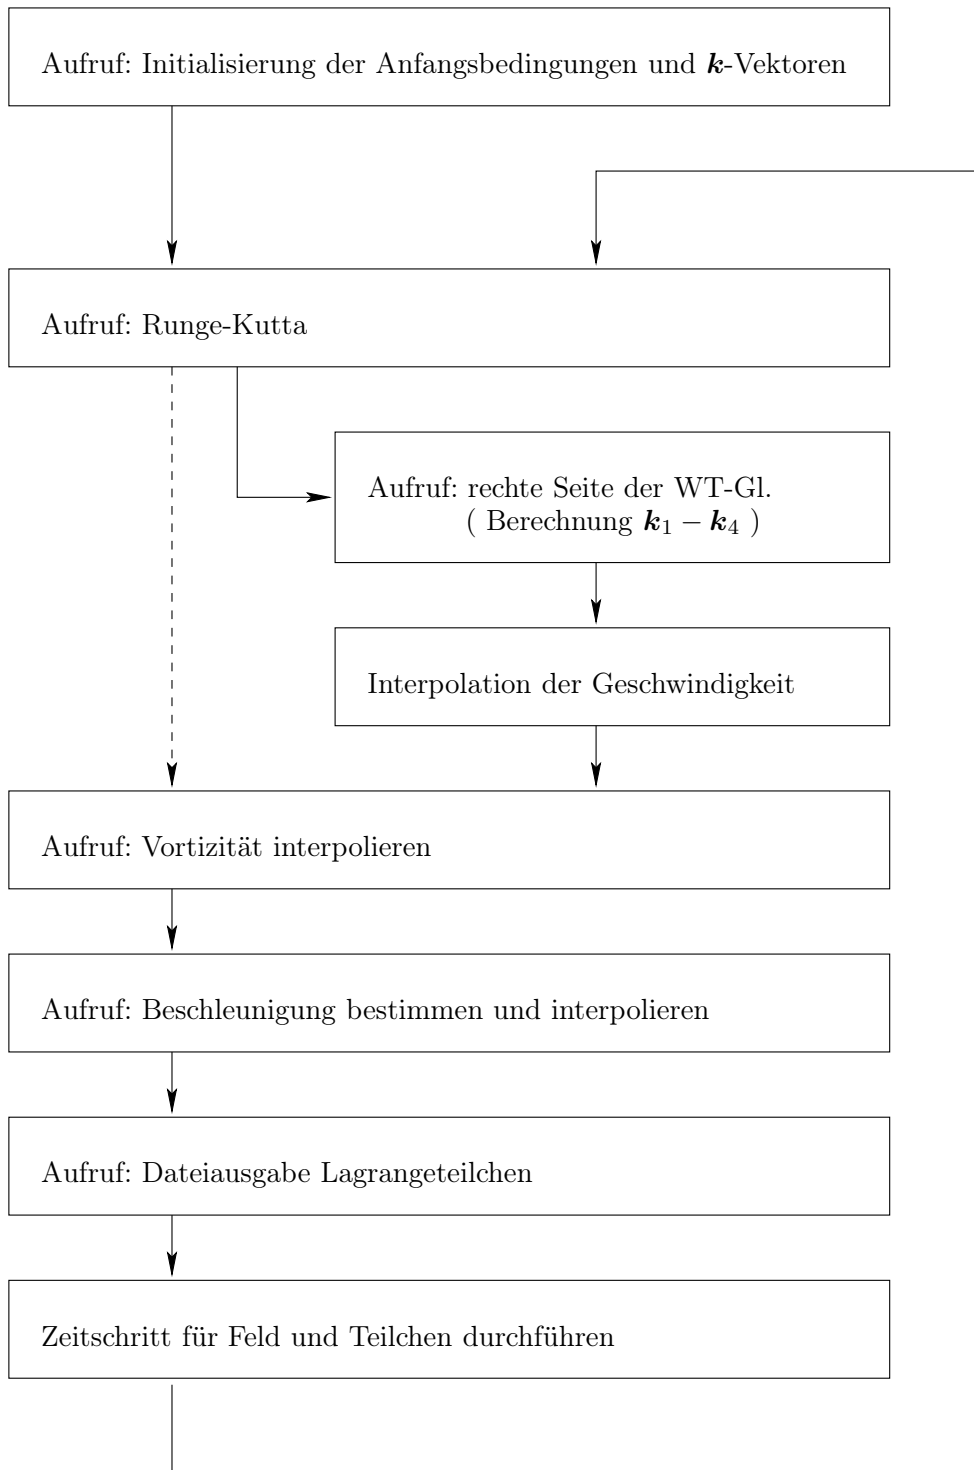 Aufruf: Initialisierung der Anfangsbedingungen und k-Vektoren
Aufruf: Runge-Kutta
Aufruf: rechte Seite der WT-Gl.
( Berechnung k₁ − k₄ )
Interpolation der Geschwindigkeit
Aufruf: Vortizität interpolieren
Aufruf: Beschleunigung bestimmen und interpolieren
Aufruf: Dateiausgabe Lagrangeteilchen
Zeitschritt für Feld und Teilchen durchführen